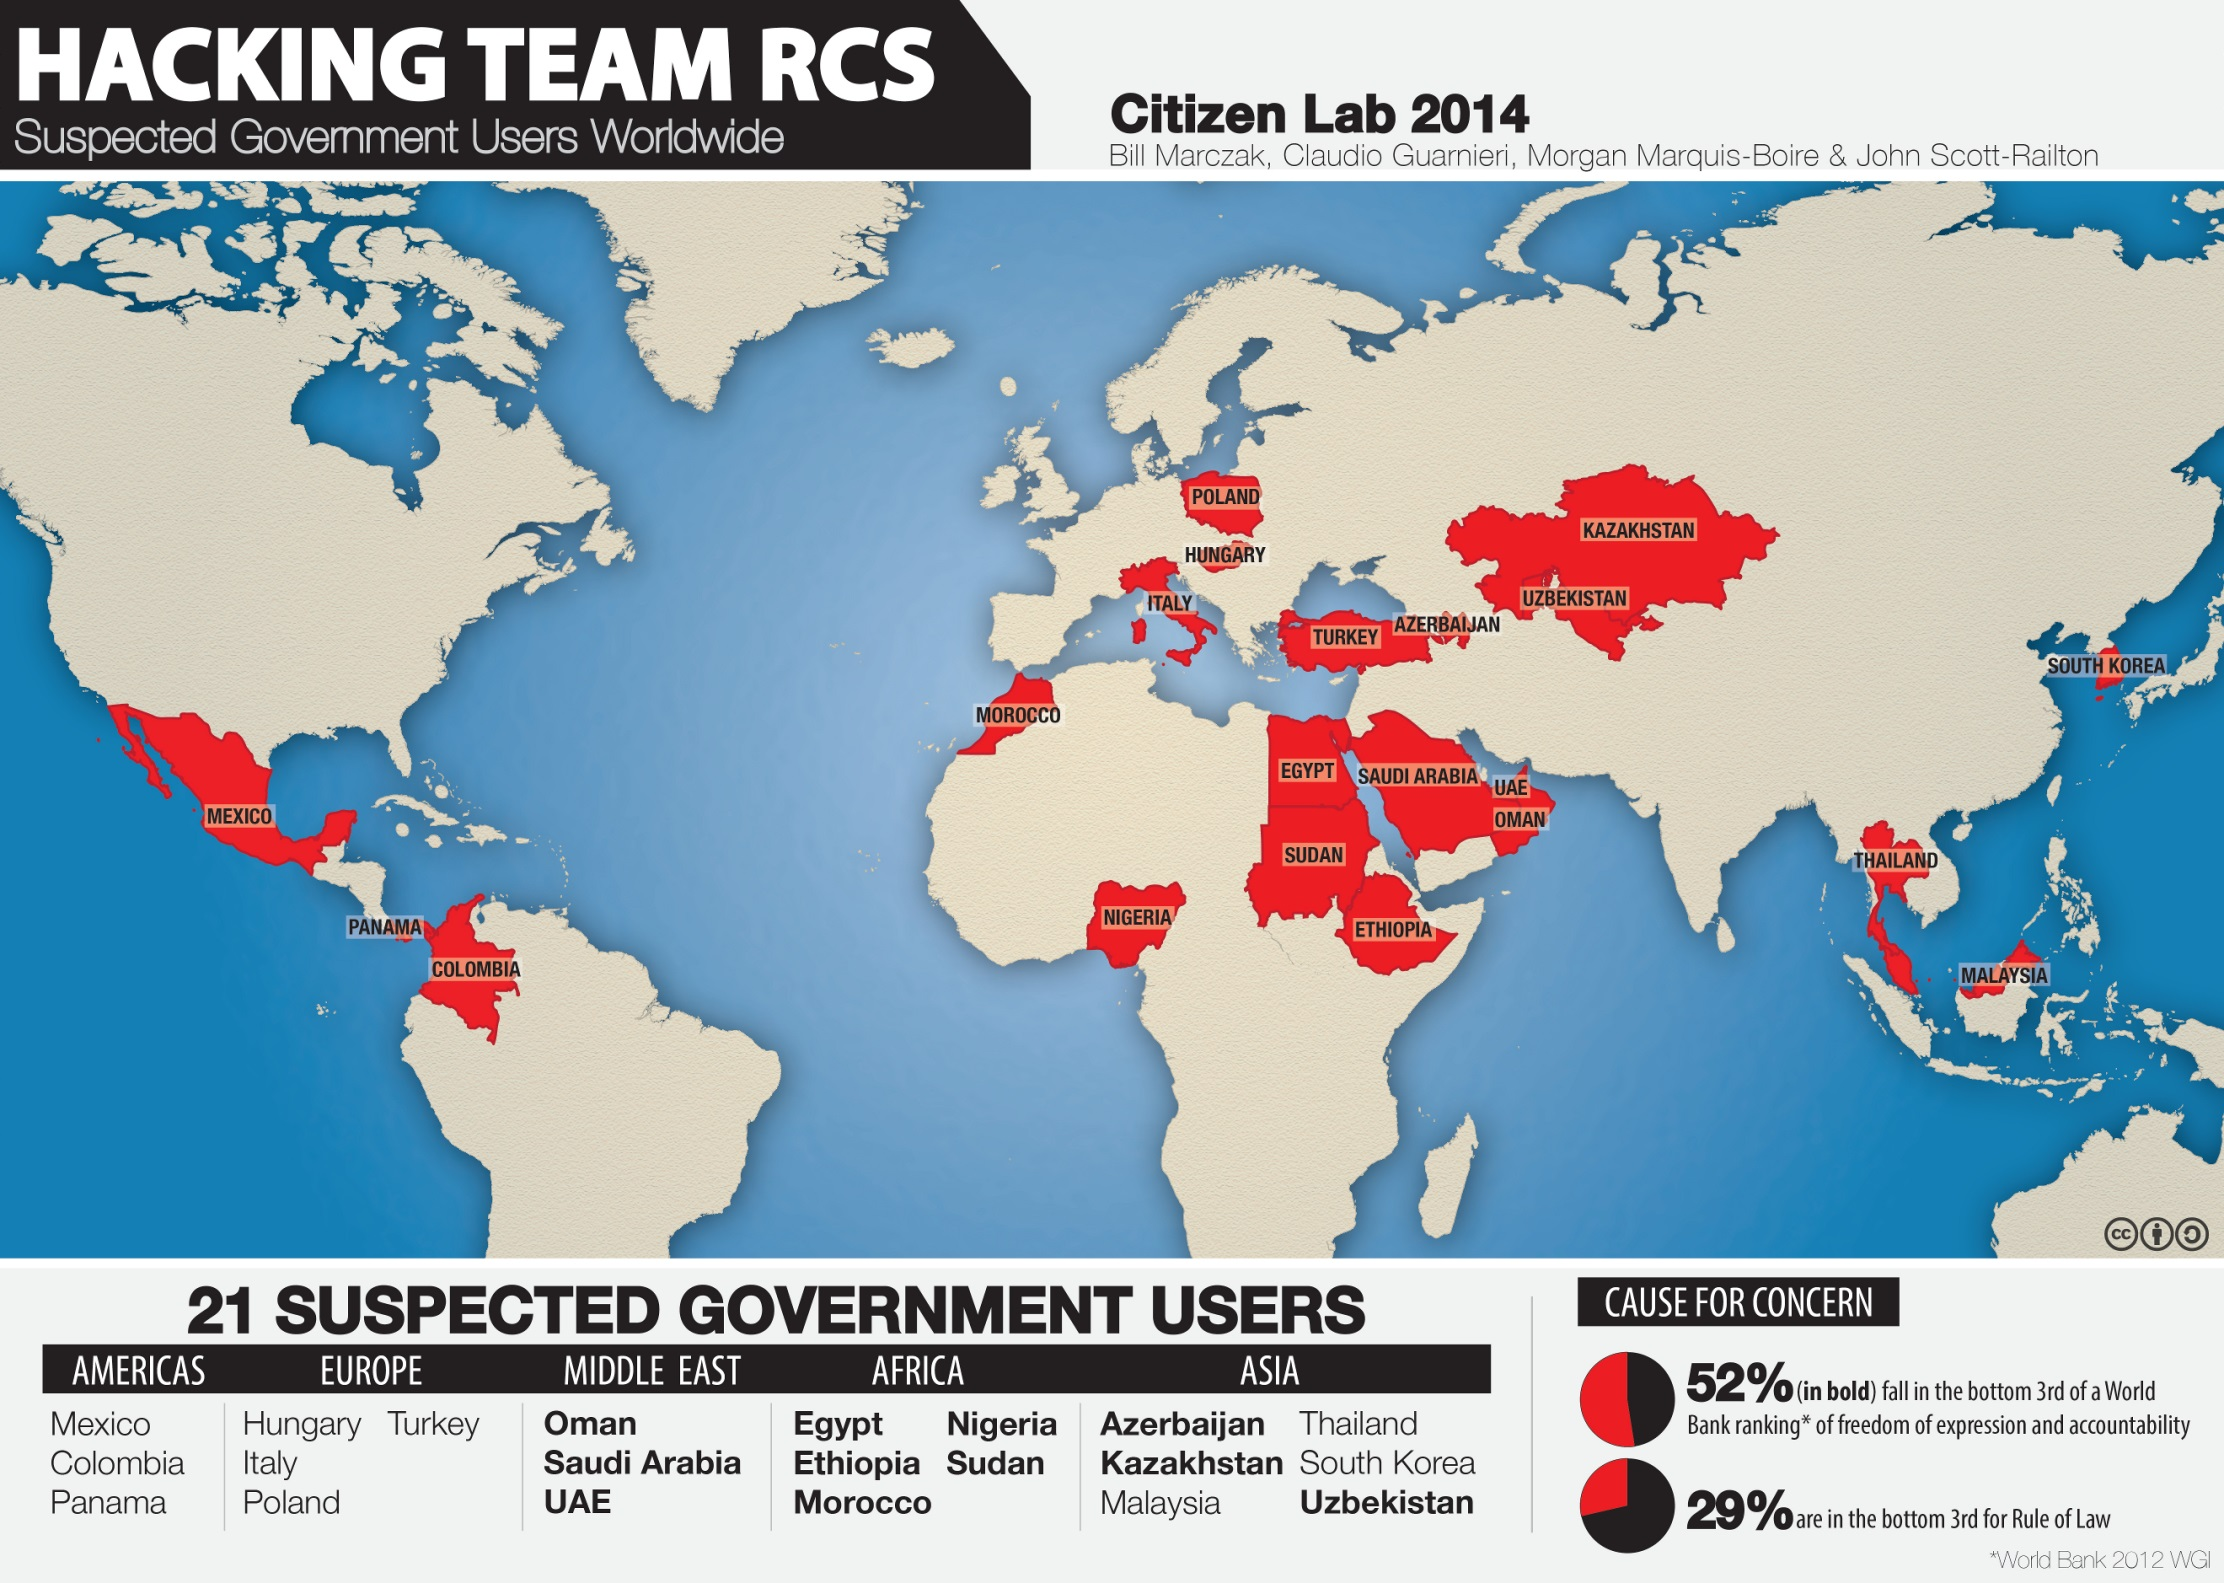 HACKING TEAM RCS
Suspected Government Users Worldwide
Citizen Lab 2014
Bill Marczak, Claudio Guarnieri, Morgan Marquis-Boire & John Scott-Railton
POLAND
KAZAKHSTAN
HUNGARY
ITALY
UZBEKISTAN
TURKEY
AZERBAIJAN
SOUTH KOREA
MOROCCO
EGYPT
SAUDI ARABIA
UAE
MEXICO
OMAN
SUDAN
THAILAND
PANAMA
NIGERIA
ETHIOPIA
COLOMBIA
MALAYSIA
cc
21 SUSPECTED GOVERNMENT USERS
AMERICAS EUROPE MIDDLE EAST AFRICA ASIA
Mexico Hungary Turkey Oman Egypt Nigeria Azerbaijan Thailand
Colombia Italy Saudi Arabia Ethiopia Sudan Kazakhstan South Korea
Panama Poland UAE Morocco Malaysia Uzbekistan
CAUSE FOR CONCERN
52% (in bold) fall in the bottom 3rd of a World
Bank ranking* of freedom of expression and accountability
29% are in the bottom 3rd for Rule of Law
*World Bank 2012 WGI